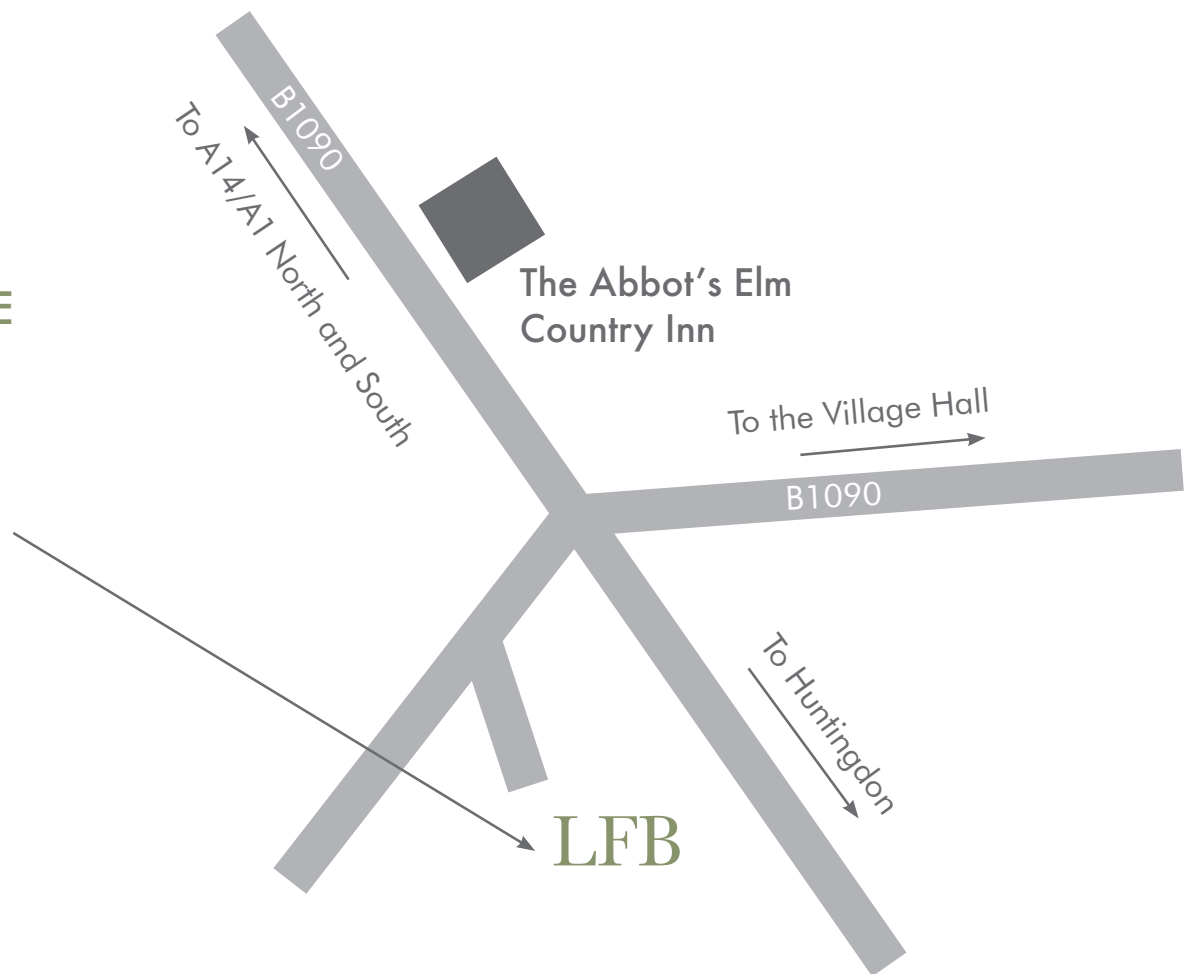 B1090
To A14/A1 North and South
The Abbot's Elm
Country Inn
To the Village Hall
B1090
To Huntingdon
LFB